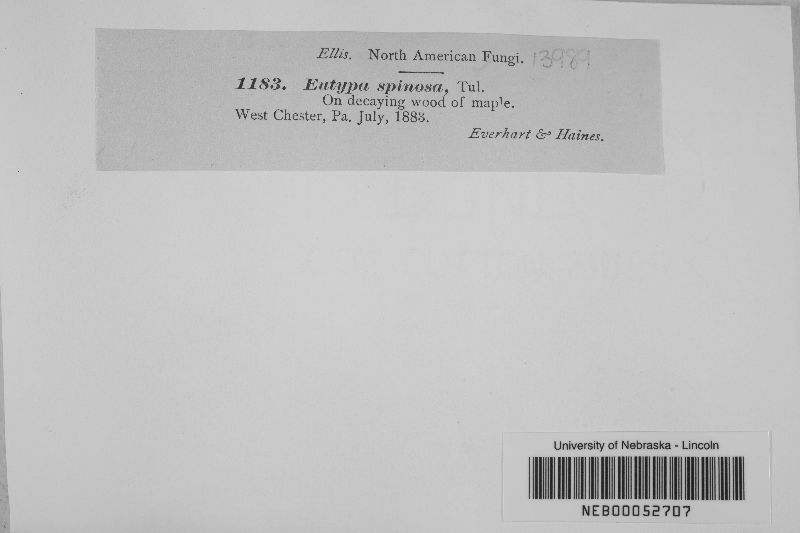 Ellis. North American Fungi. 13989
1183. Eutypa spinosa, Tul.
On decaying wood of maple.
West Chester, Pa. July, 1883.
Everhart & Haines.
University of Nebraska - Lincoln
NEB00052707